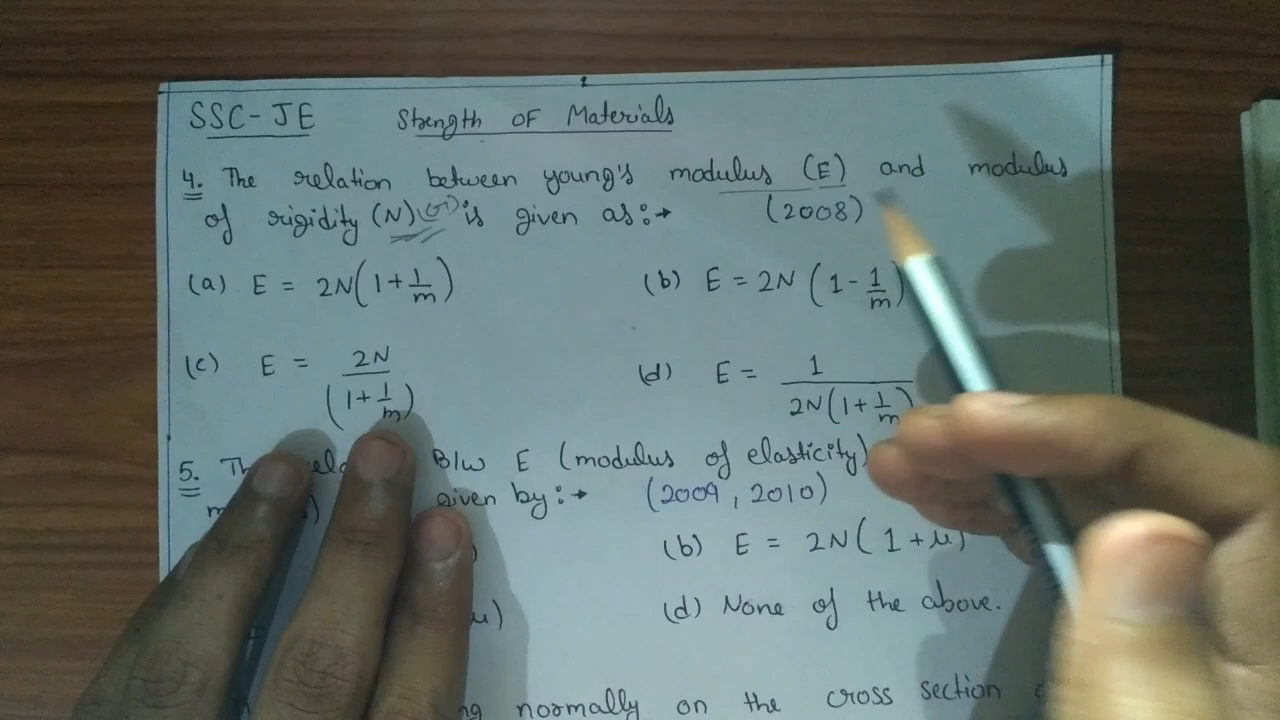 SSC-JE Strength OF Materials
4. The relation between young's modulus (E) and modulus
of rigidity (N) is given as:→ (2008)
(a) E = 2N(1+1/m) (b) E = 2N(1-1/m)
(c) E = 2N/(1+1/m) (d) E = 1/2N(1+1/m)
5. B/W E (modulus of elasticity)
given by:→ (2009, 2010)
(b) E = 2N(1+μ)
μ) (d) None of the above.
normally on the cross section